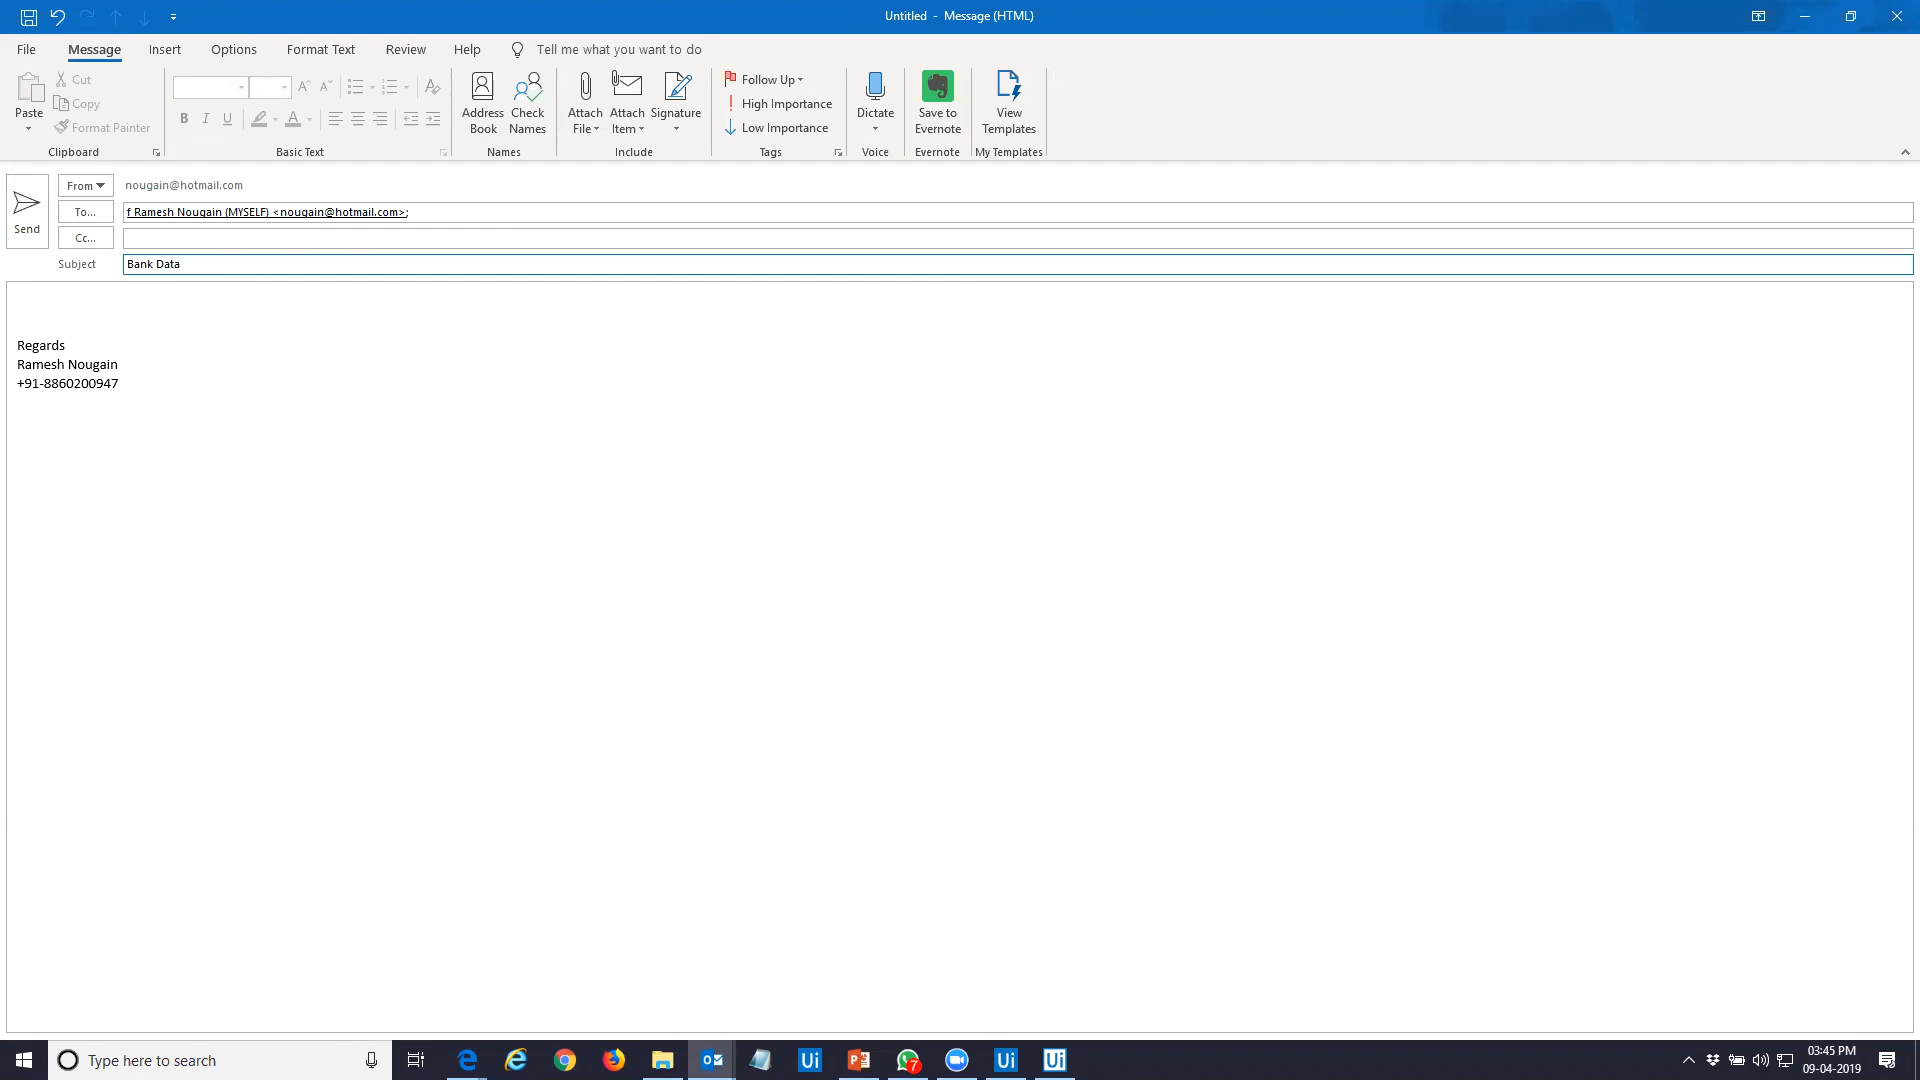 Untitled - Message (HTML)
File Message Insert Options Format Text Review Help Tell me what you want to do
Paste
Cut
Copy
Format Painter
Clipboard
B I U A
Basic Text
Address Book
Check Names
Names
Attach File
Attach Item
Signature
Include
Follow Up
High Importance
Low Importance
Tags
Dictate
Voice
Save to Evernote
Evernote
View Templates
My Templates
Send
From nougain@hotmail.com
To... f Ramesh Nougain (MYSELF) <nougain@hotmail.com>;
Cc...
Subject Bank Data
Regards
Ramesh Nougain
+91-8860200947
Type here to search
Ui
7
Ui
Ui
03:45 PM
09-04-2019